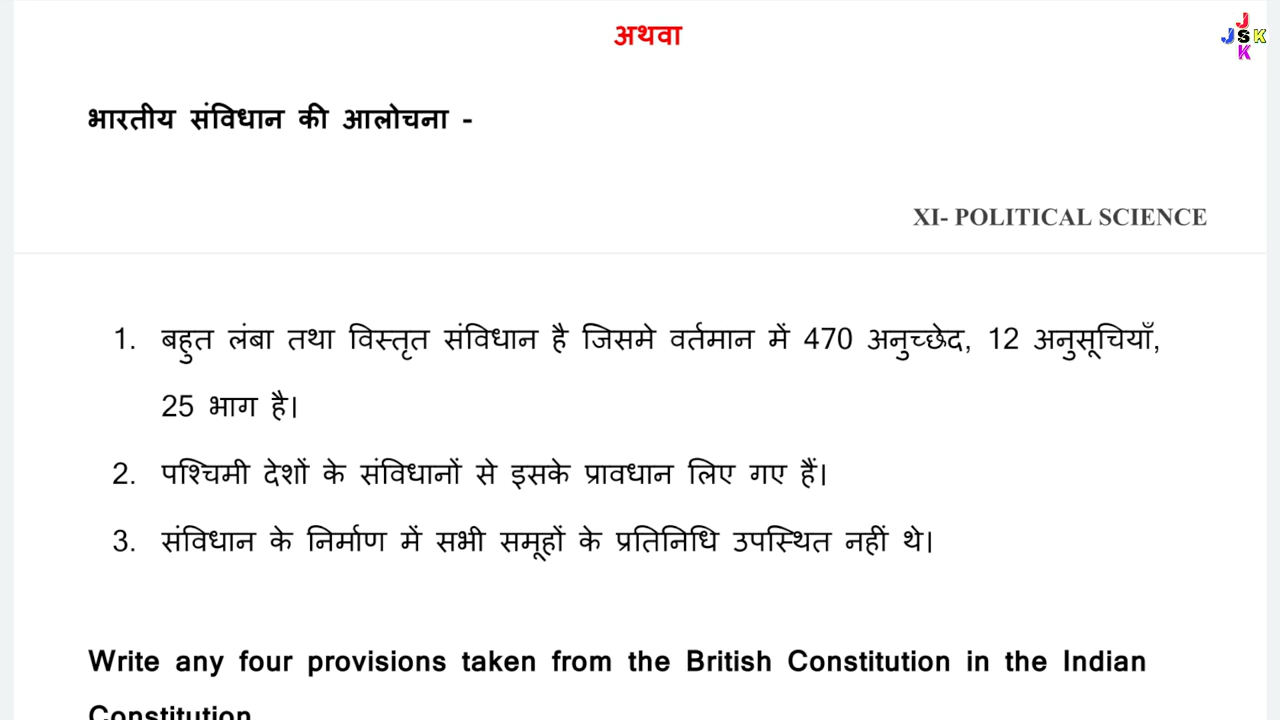 अथवा
J
JSK
K
भारतीय संविधान की आलोचना -
XI- POLITICAL SCIENCE
1. बहुत लंबा तथा विस्तृत संविधान है जिसमे वर्तमान में 470 अनुच्छेद, 12 अनुसूचियाँ,
25 भाग है।
2. पश्चिमी देशों के संविधानों से इसके प्रावधान लिए गए हैं।
3. संविधान के निर्माण में सभी समूहों के प्रतिनिधि उपस्थित नहीं थे।
Write any four provisions taken from the British Constitution in the Indian
Constitution